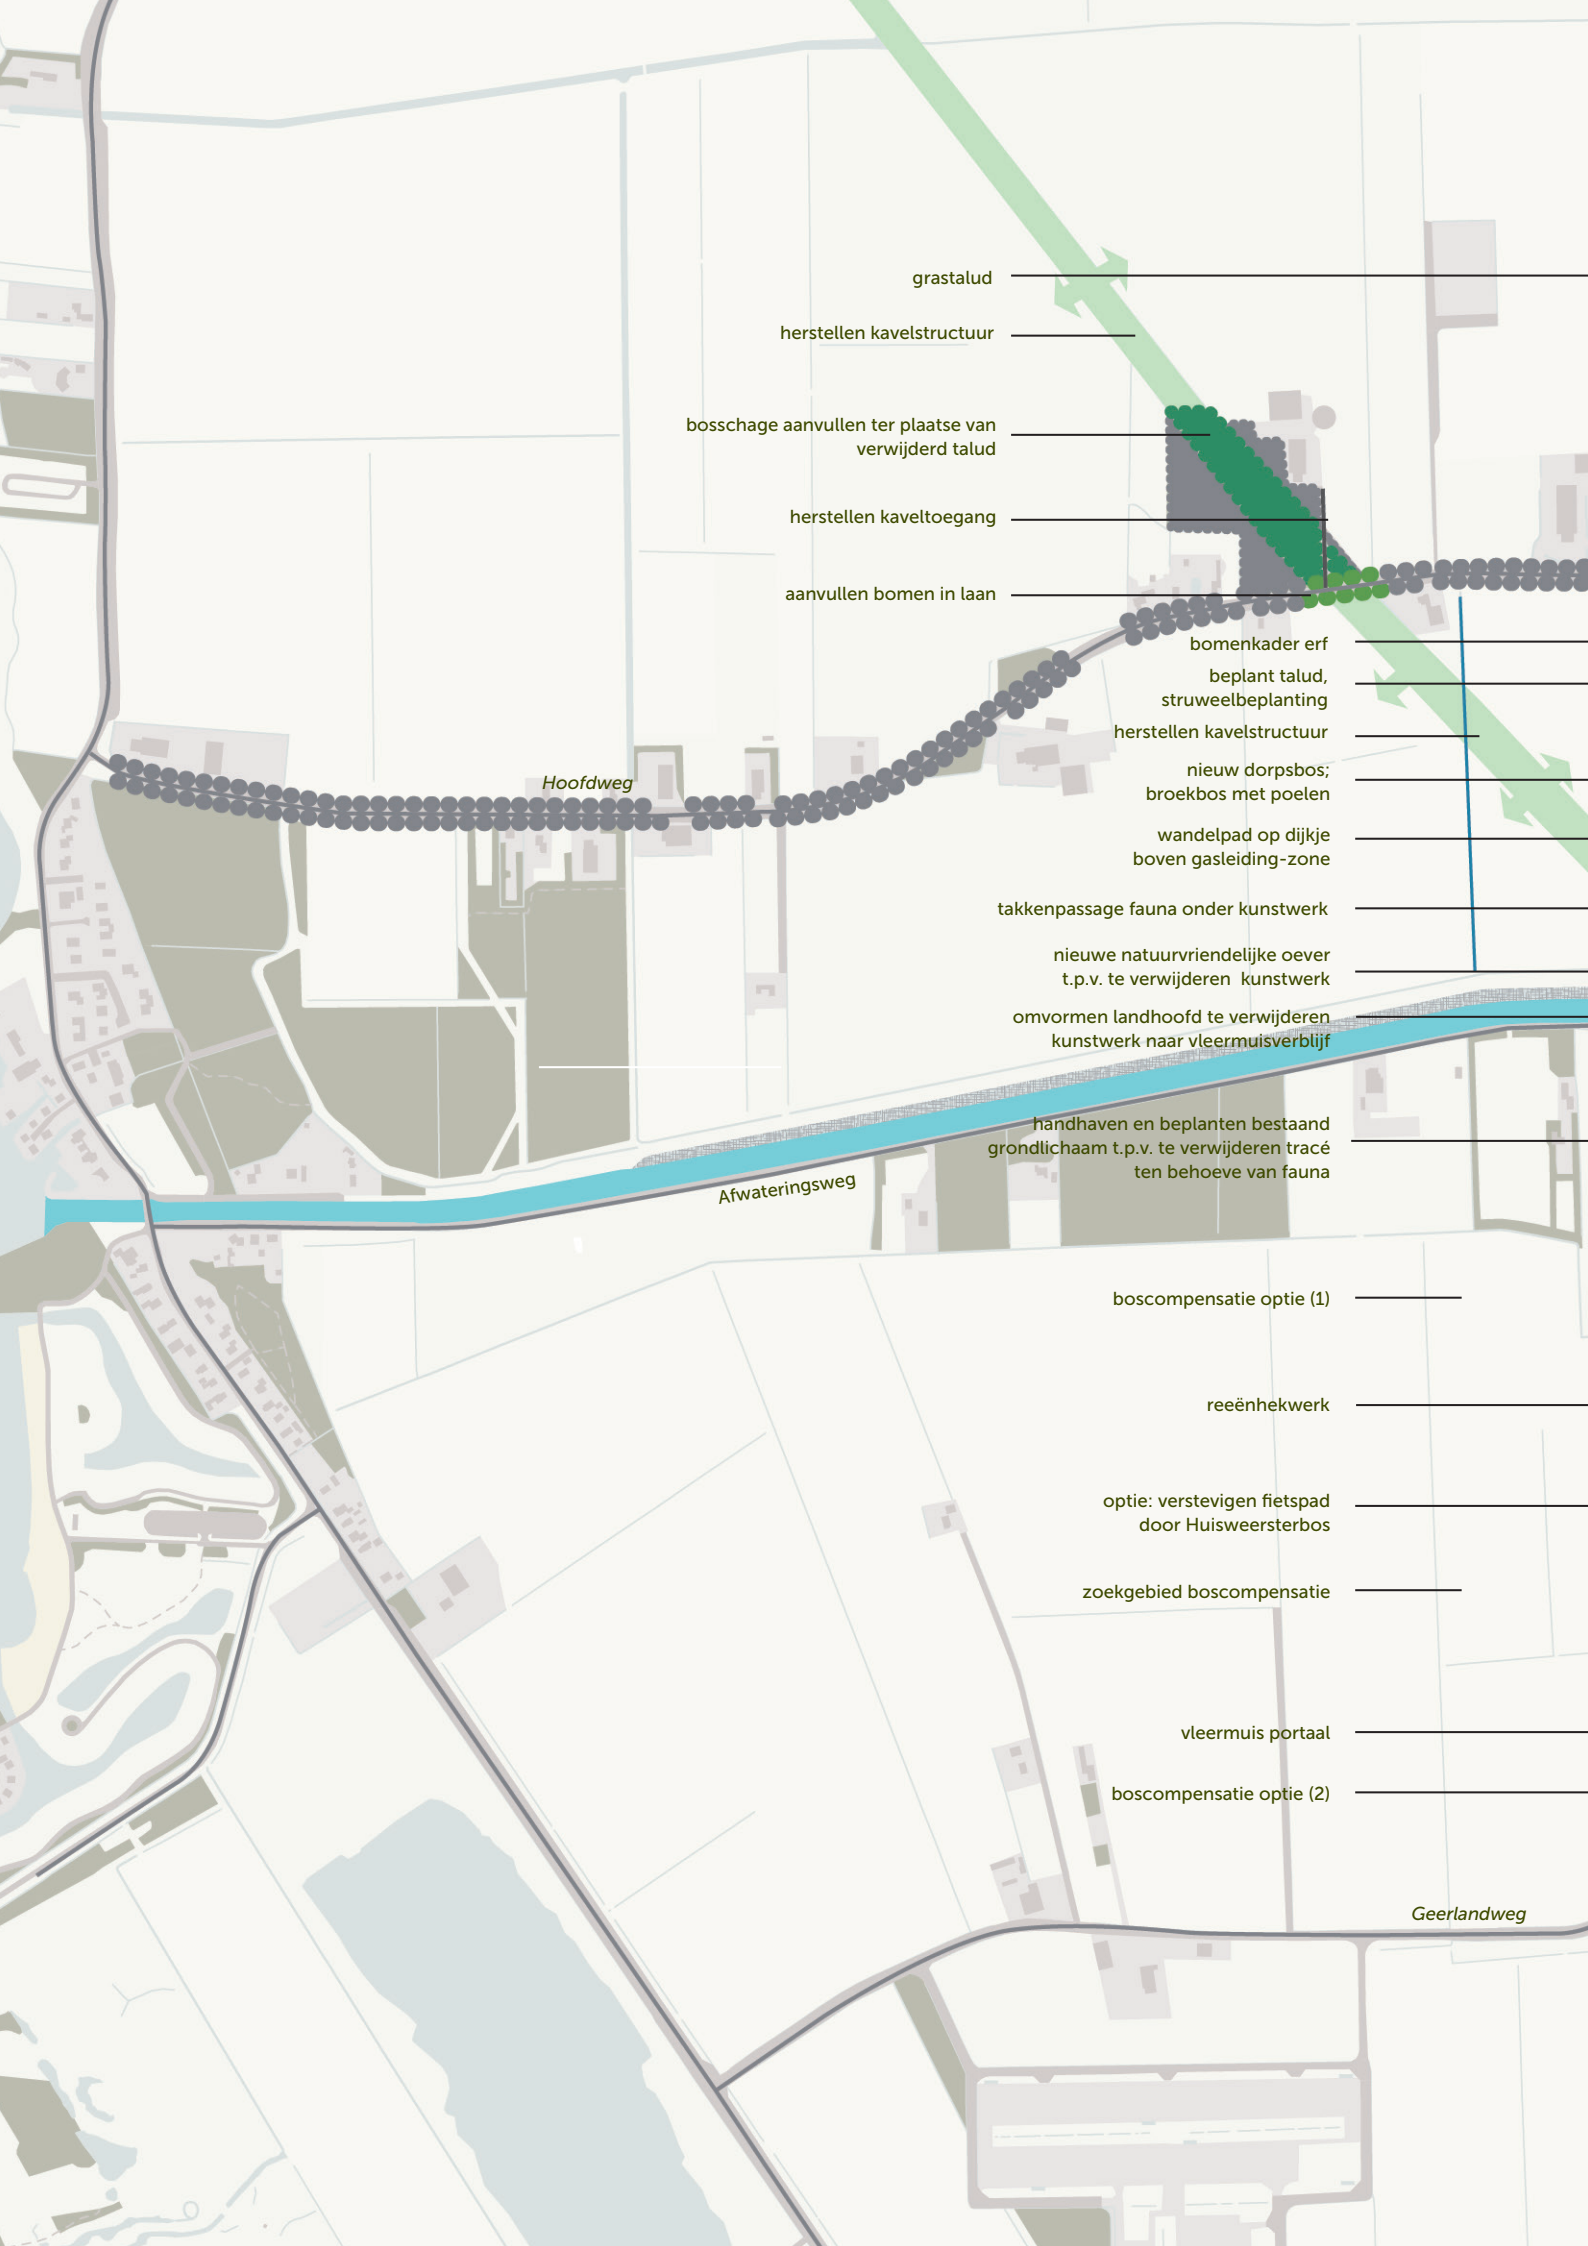 grastalud
herstellen kavelstructuur
bosschage aanvullen ter plaatse van
verwijderd talud
herstellen kaveltoegang
aanvullen bomen in laan
bomenkader erf
beplant talud,
struweelbeplanting
herstellen kavelstructuur
nieuw dorpsbos;
broekbos met poelen
Hoofdweg
wandelpad op dijkje
boven gasleiding-zone
takkenpassage fauna onder kunstwerk
nieuwe natuurvriendelijke oever
t.p.v. te verwijderen kunstwerk
omvormen landhoofd te verwijderen
kunstwerk naar vleermuisverblijf
handhaven en beplanten bestaand
grondlichaam t.p.v. te verwijderen tracé
ten behoeve van fauna
Afwateringsweg
boscompensatie optie (1)
reeënhekwerk
optie: verstevigen fietspad
door Huisweersterbos
zoekgebied boscompensatie
vleermuis portaal
boscompensatie optie (2)
Geerlandweg